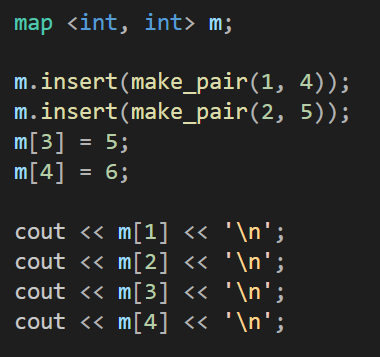 map <int, int> m;
m.insert(make_pair(1, 4));
m.insert(make_pair(2, 5));
m[3] = 5;
m[4] = 6;
cout << m[1] << '\n';
cout << m[2] << '\n';
cout << m[3] << '\n';
cout << m[4] << '\n';